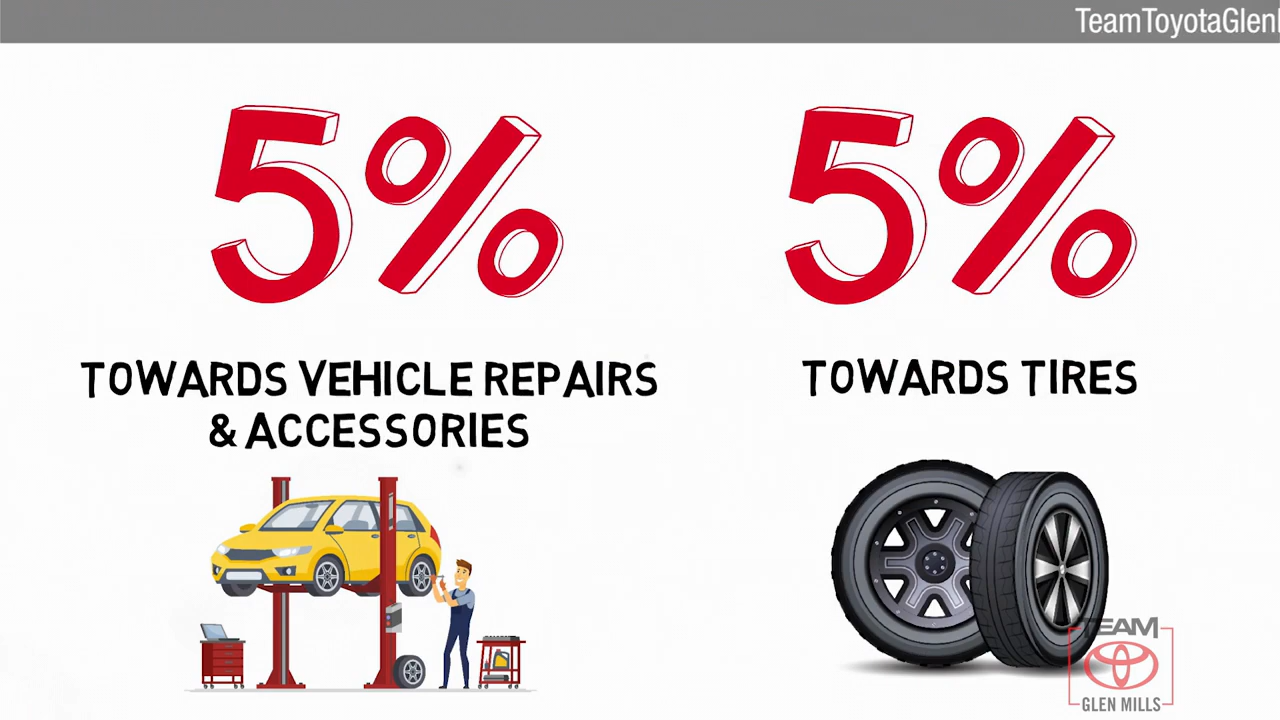 TeamToyotaGlen
5% 5%
TOWARDS VEHICLE REPAIRS
& ACCESSORIES
TOWARDS TIRES
TEAM
GLEN MILLS